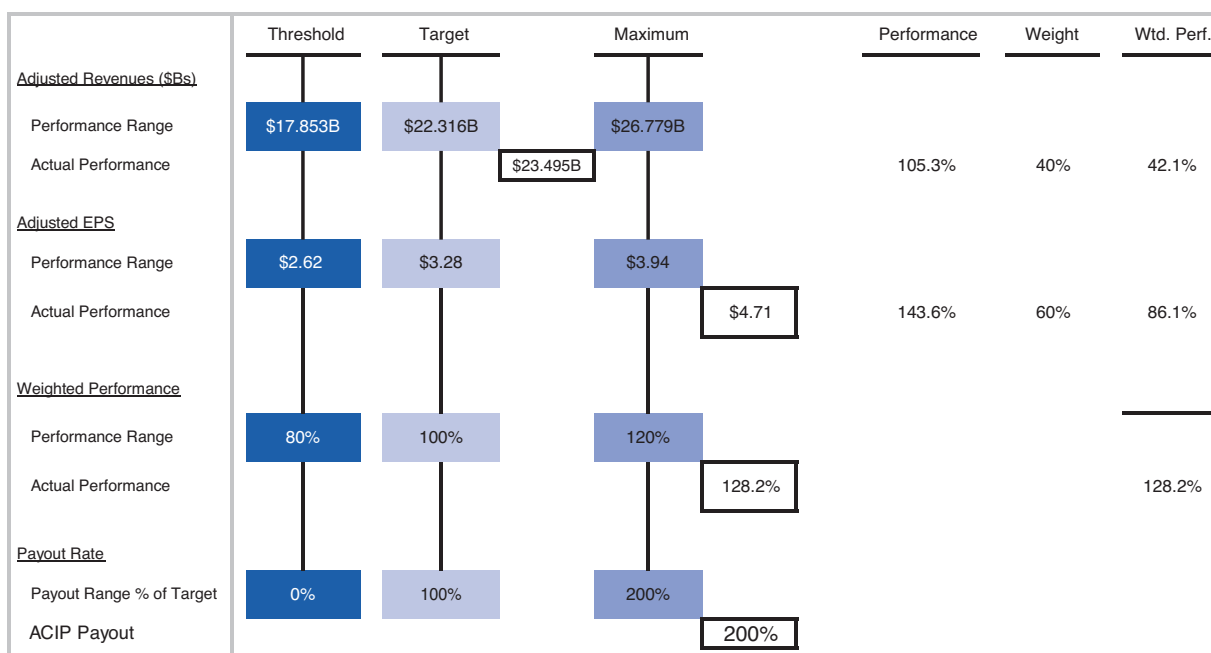 Threshold Target Maximum Performance Weight Wtd. Perf.
Adjusted Revenues ($Bs)
Performance Range $17.853B $22.316B $26.779B
Actual Performance $23.495B 105.3% 40% 42.1%
Adjusted EPS
Performance Range $2.62 $3.28 $3.94
Actual Performance $4.71 143.6% 60% 86.1%
Weighted Performance
Performance Range 80% 100% 120%
Actual Performance 128.2% 128.2%
Payout Rate
Payout Range % of Target 0% 100% 200%
ACIP Payout 200%